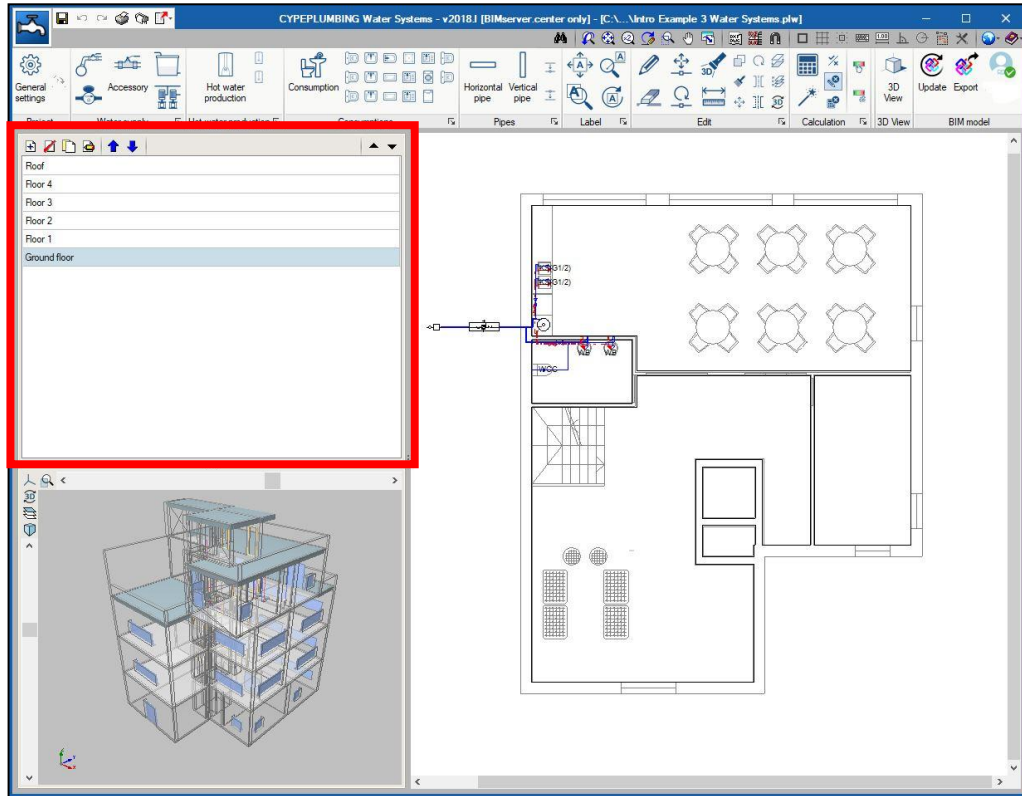 CYPEPLUMBING Water Systems - v2018.I [BIMserver.center only] - [C:\...\Intro Example 3 Water Systems.plw]
General settings
Accessory
Hot water production
Consumption
Horizontal pipe
Vertical pipe
3D View
Update
Export
Project
Water supply
Hot water production
Consumptions
Pipes
Label
Edit
Calculation
3D View
BIM model
Roof
Floor 4
Floor 3
Floor 2
Floor 1
Ground floor
WB
WB
WCC